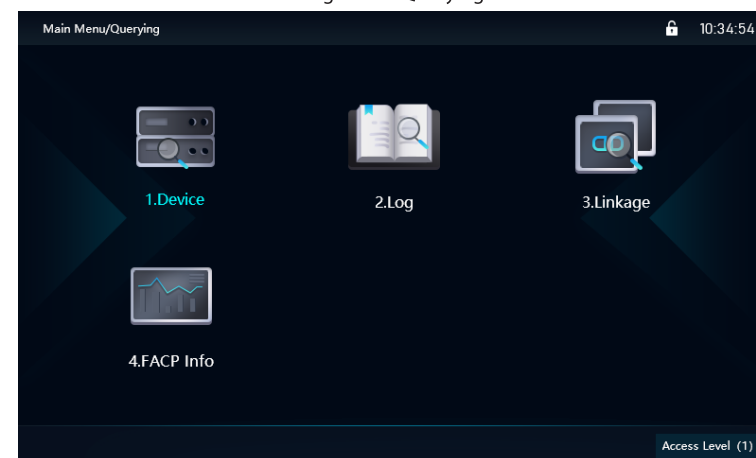 Main Menu/Querying
10:34:54
1.Device
2.Log
3.Linkage
4.FACP Info
Access Level (1)